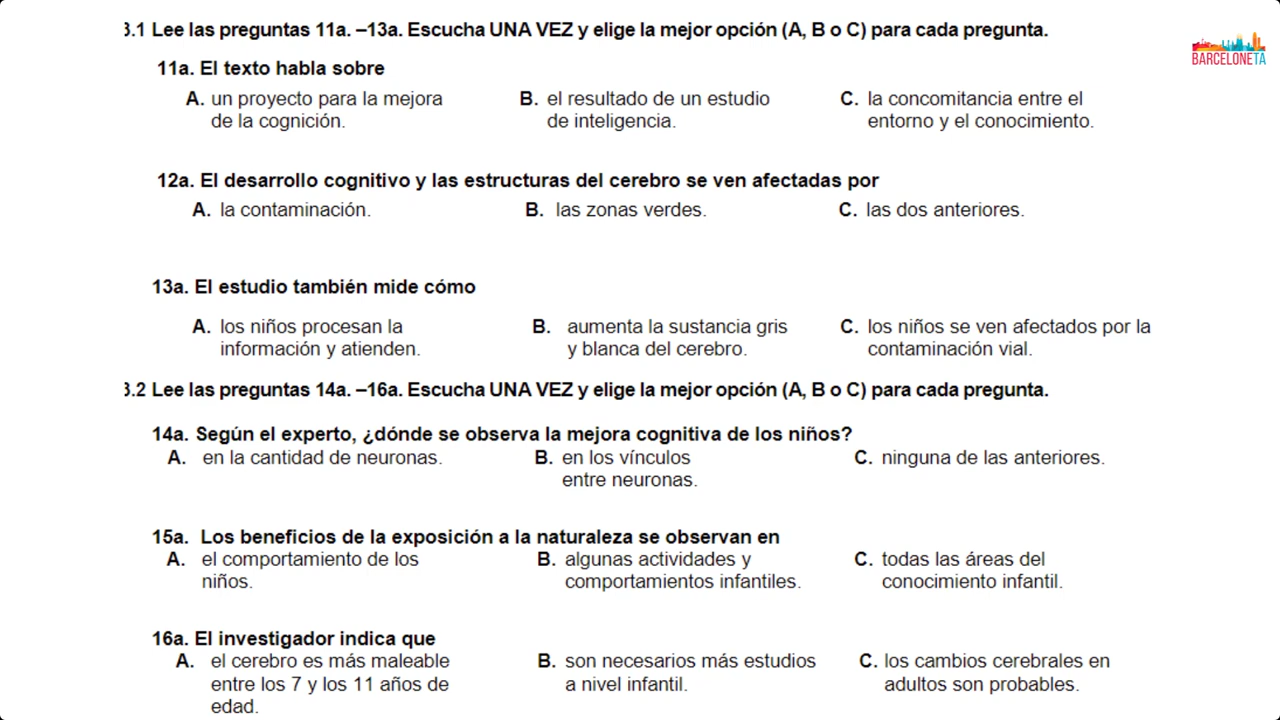 3.1 Lee las preguntas 11a. –13a. Escucha UNA VEZ y elige la mejor opción (A, B o C) para cada pregunta.
BARCELONETA
11a. El texto habla sobre
A. un proyecto para la mejora de la cognición.
B. el resultado de un estudio de inteligencia.
C. la concomitancia entre el entorno y el conocimiento.
12a. El desarrollo cognitivo y las estructuras del cerebro se ven afectadas por
A. la contaminación.
B. las zonas verdes.
C. las dos anteriores.
13a. El estudio también mide cómo
A. los niños procesan la información y atienden.
B. aumenta la sustancia gris y blanca del cerebro.
C. los niños se ven afectados por la contaminación vial.
3.2 Lee las preguntas 14a. –16a. Escucha UNA VEZ y elige la mejor opción (A, B o C) para cada pregunta.
14a. Según el experto, ¿dónde se observa la mejora cognitiva de los niños?
A. en la cantidad de neuronas.
B. en los vínculos entre neuronas.
C. ninguna de las anteriores.
15a. Los beneficios de la exposición a la naturaleza se observan en
A. el comportamiento de los niños.
B. algunas actividades y comportamientos infantiles.
C. todas las áreas del conocimiento infantil.
16a. El investigador indica que
A. el cerebro es más maleable entre los 7 y los 11 años de edad.
B. son necesarios más estudios a nivel infantil.
C. los cambios cerebrales en adultos son probables.